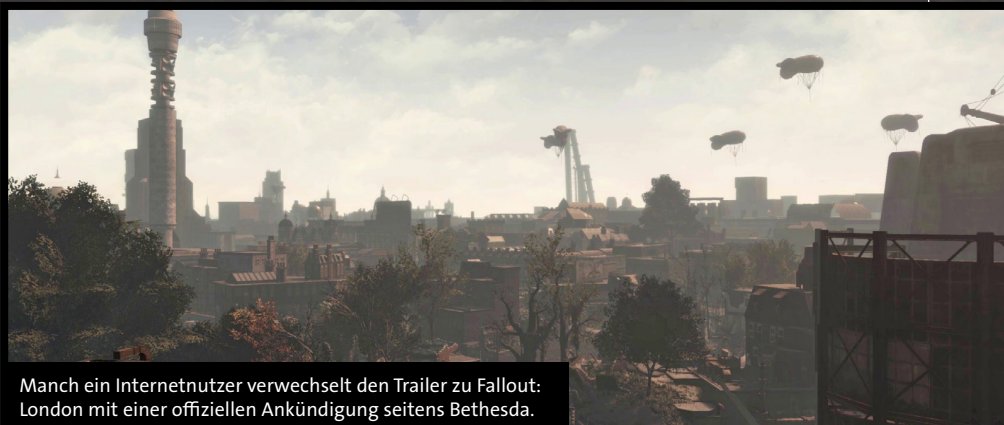 Manch ein Internetnutzer verwechselt den Trailer zu Fallout:
London mit einer offiziellen Ankündigung seitens Bethesda.